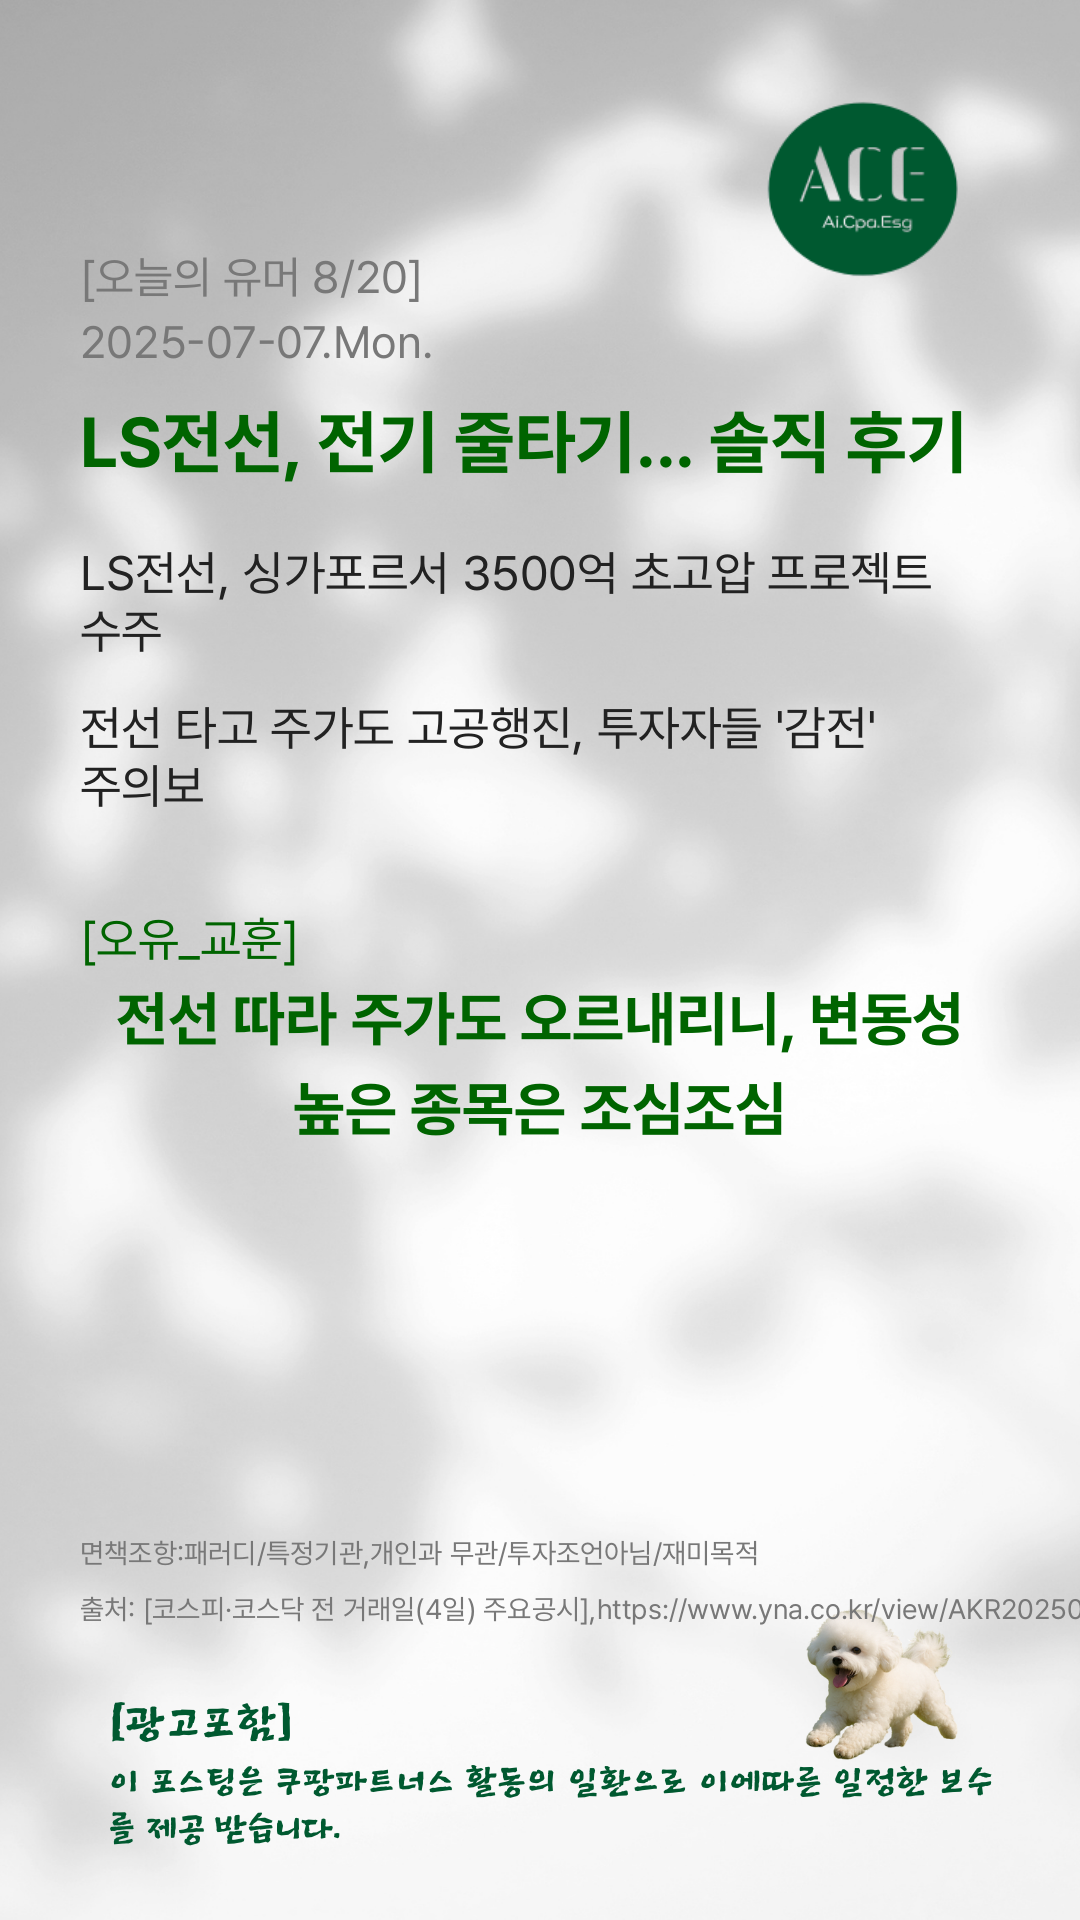 ACE
Ai.Cpa.Esg
[오늘의 유머 8/20]
2025-07-07.Mon.
LS전선, 전기 줄타기... 솔직 후기
LS전선, 싱가포르서 3500억 초고압 프로젝트
수주
전선 타고 주가도 고공행진, 투자자들 '감전'
주의보
[오유_교훈]
전선 따라 주가도 오르내리니, 변동성
높은 종목은 조심조심
면책조항:패러디/특정기관,개인과 무관/투자조언아님/재미목적
출처: [코스피·코스닥 전 거래일(4일) 주요공시],https://www.yna.co.kr/view/AKR20250
[광고포함]
이 포스팅은 쿠팡파트너스 활동의 일환으로 이에따른 일정한 보수
를 제공 받습니다.